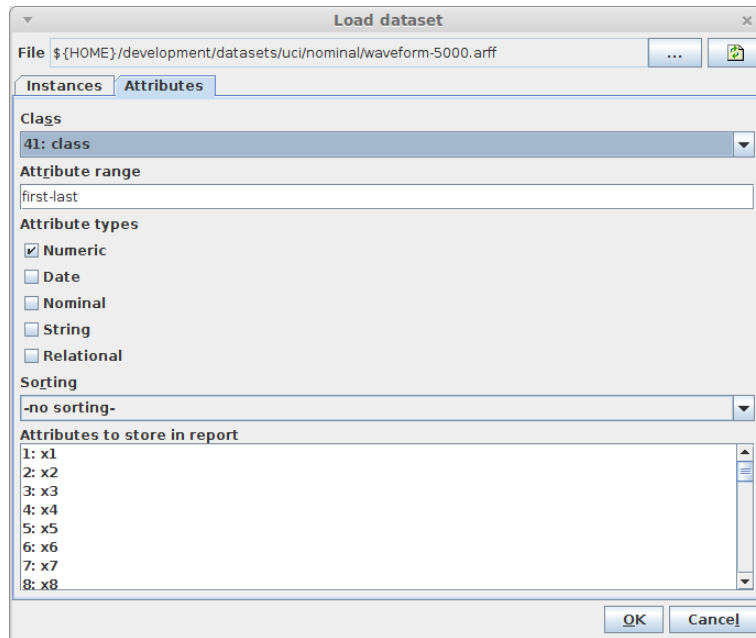 Load dataset
File ${HOME}/development/datasets/uci/nominal/waveform-5000.arff ...
Instances Attributes
Class
41: class
Attribute range
first-last
Attribute types
Numeric
Date
Nominal
String
Relational
Sorting
-no sorting-
Attributes to store in report
1: x1
2: x2
3: x3
4: x4
5: x5
6: x6
7: x7
8: x8
OK Cancel